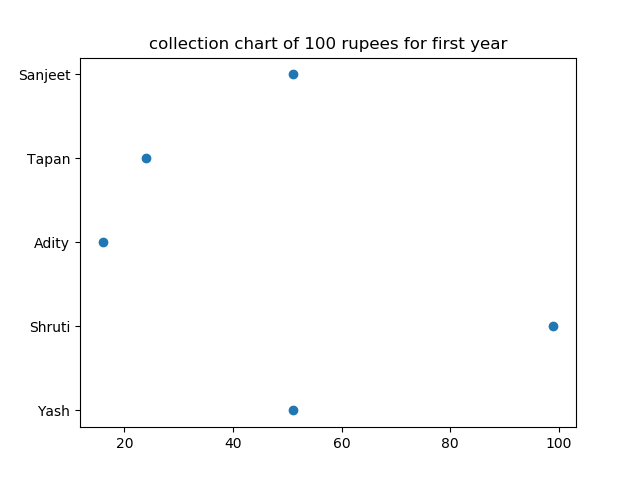 collection chart of 100 rupees for first year
Sanjeet
Tapan
Adity
Shruti
Yash
20 40 60 80 100